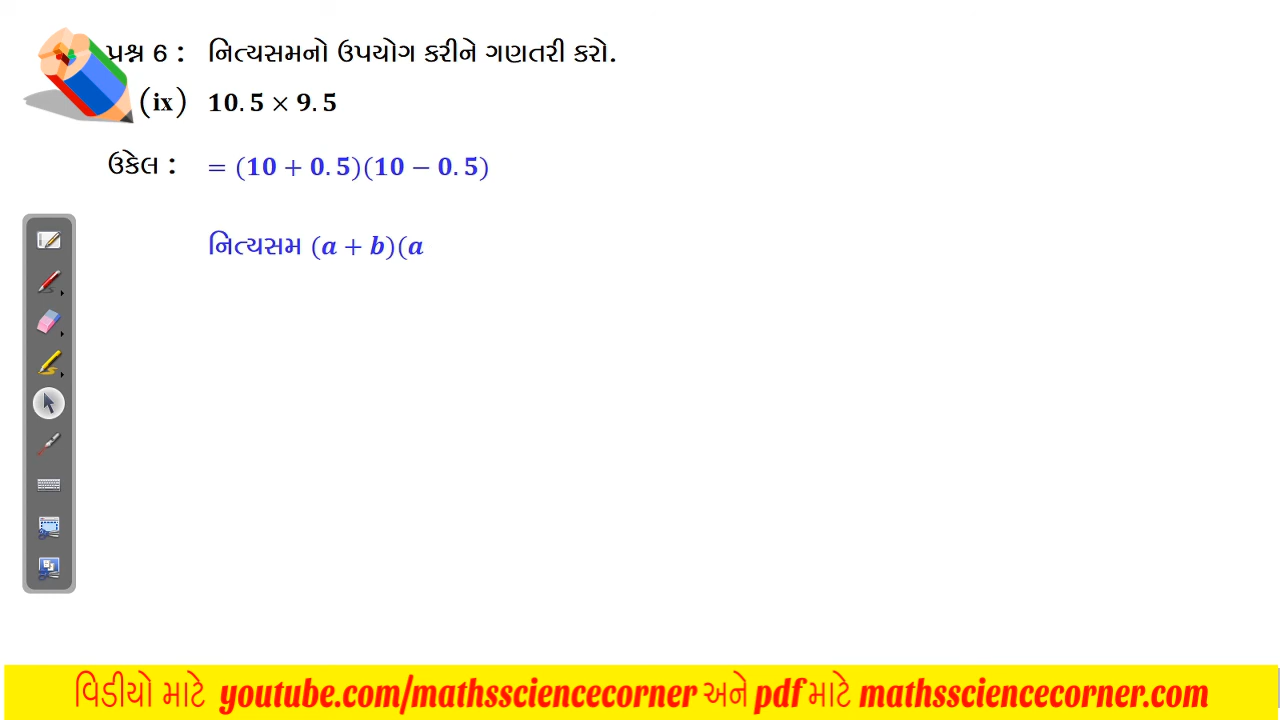 પ્રશ્ન 6 : નિત્યસમનો ઉપયોગ કરીને ગણતરી કરો.
(ix) 10.5 × 9.5
ઉકેલ : = (10 + 0.5)(10 − 0.5)
નિત્યસમ (a + b)(a
વિડીયો માટે youtube.com/mathssciencecorner અને pdf માટે mathssciencecorner.com